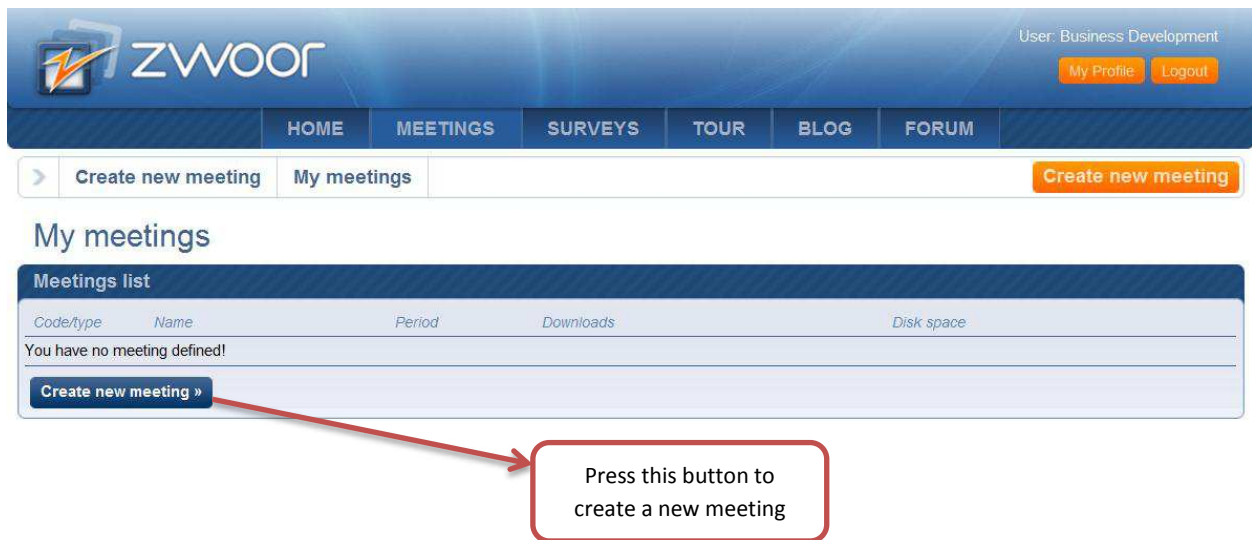 zwoor
User: Business Development
My Profile Logout
HOME MEETINGS SURVEYS TOUR BLOG FORUM
Create new meeting My meetings Create new meeting
My meetings
Meetings list
Code/type Name Period Downloads Disk space
You have no meeting defined!
Create new meeting »
Press this button to
create a new meeting